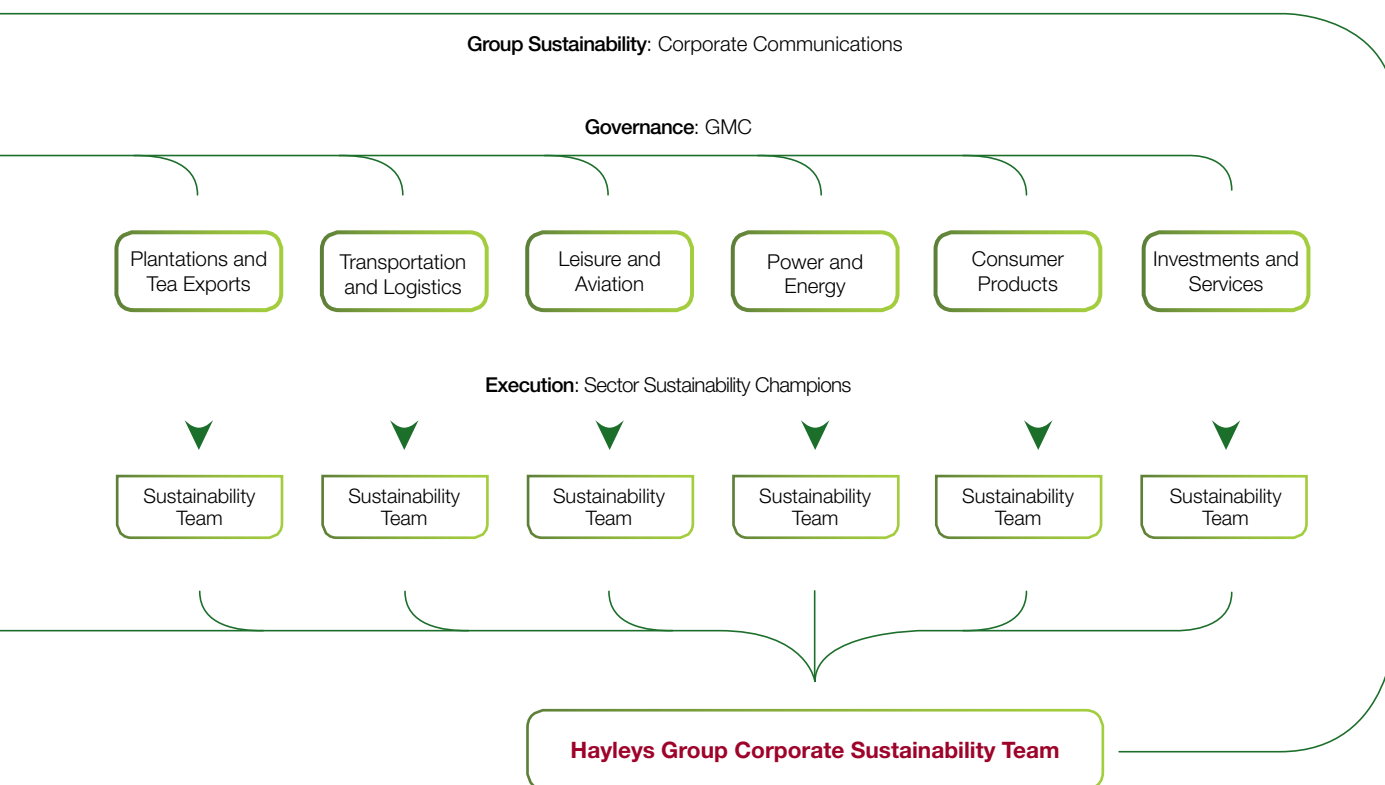 Group Sustainability: Corporate Communications
Governance: GMC
Plantations and
Tea Exports
Transportation
and Logistics
Leisure and
Aviation
Power and
Energy
Consumer
Products
Investments and
Services
Execution: Sector Sustainability Champions
Sustainability
Team
Sustainability
Team
Sustainability
Team
Sustainability
Team
Sustainability
Team
Sustainability
Team
Hayleys Group Corporate Sustainability Team